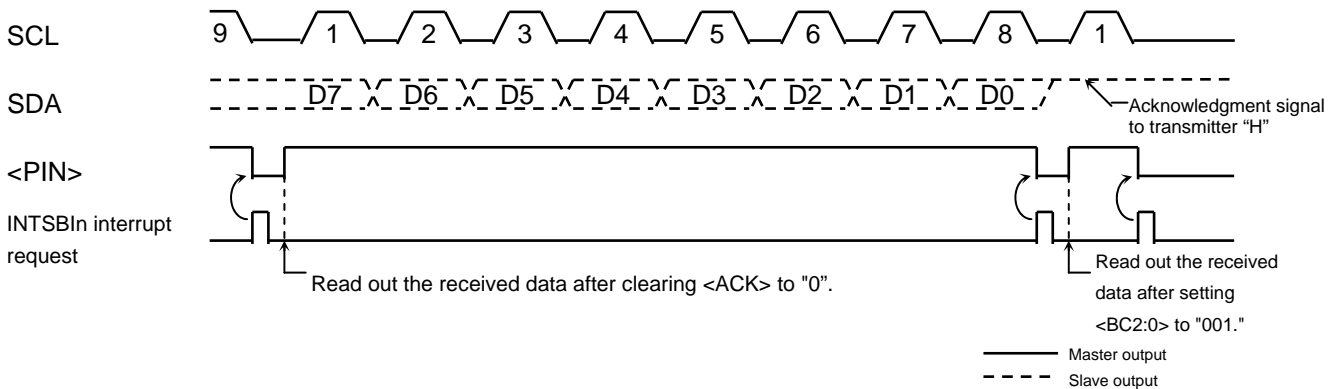 SCL 9 1 2 3 4 5 6 7 8 1
SDA D7 D6 D5 D4 D3 D2 D1 D0
Acknowledgment signal
to transmitter “H”
<PIN>
INTSBIn interrupt
request
Read out the received data after clearing <ACK> to "0”.
Read out the received
data after setting
<BC2:0> to "001."
Master output
Slave output